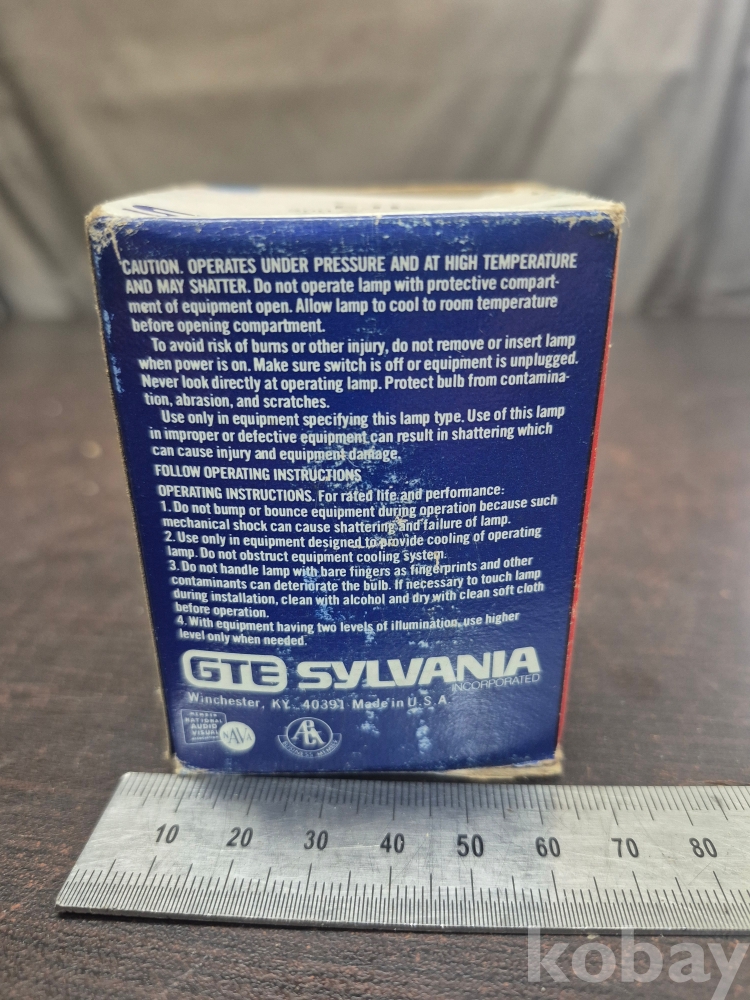 CAUTION. OPERATES UNDER PRESSURE AND AT HIGH TEMPERATURE
AND MAY SHATTER. Do not operate lamp with protective compart-
ment of equipment open. Allow lamp to cool to room temperature
before opening compartment.
To avoid risk of burns or other injury, do not remove or insert lamp
when power is on. Make sure switch is off or equipment is unplugged.
Never look directly at operating lamp. Protect bulb from contamina-
tion, abrasion, and scratches.
Use only in equipment specifying this lamp type. Use of this lamp
in improper or defective equipment can result in shattering which
can cause injury and equipment damage.
FOLLOW OPERATING INSTRUCTIONS
OPERATING INSTRUCTIONS. For rated life and performance:
1. Do not bump or bounce equipment during operation because such
mechanical shock can cause shattering and failure of lamp.
2. Use only in equipment designed to provide cooling of operating
lamp. Do not obstruct equipment cooling system.
3. Do not handle lamp with bare fingers as fingerprints and other
contaminants can deteriorate the bulb. If necessary to touch lamp
during installation, clean with alcohol and dry with clean soft cloth
before operation.
4. With equipment having two levels of illumination, use higher
level only when needed.
GTE SYLVANIA
INCORPORATED
Winchester, KY. 40391 Made in U.S.A.
MEMBER
NATIONAL
AUDIO
VISUAL
NAVA
10 20 30 40 50 60 70 80
kobay